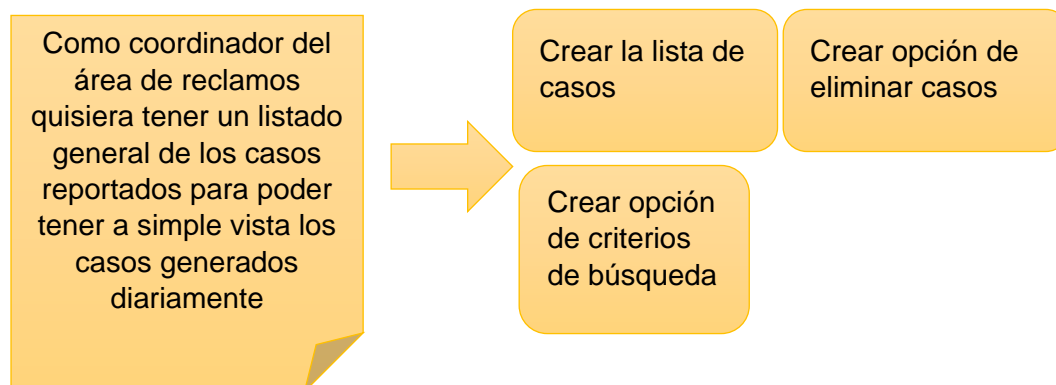 Como coordinador del
área de reclamos
quisiera tener un listado
general de los casos
reportados para poder
tener a simple vista los
casos generados
diariamente
Crear la lista de
casos
Crear opción de
eliminar casos
Crear opción
de criterios
de búsqueda